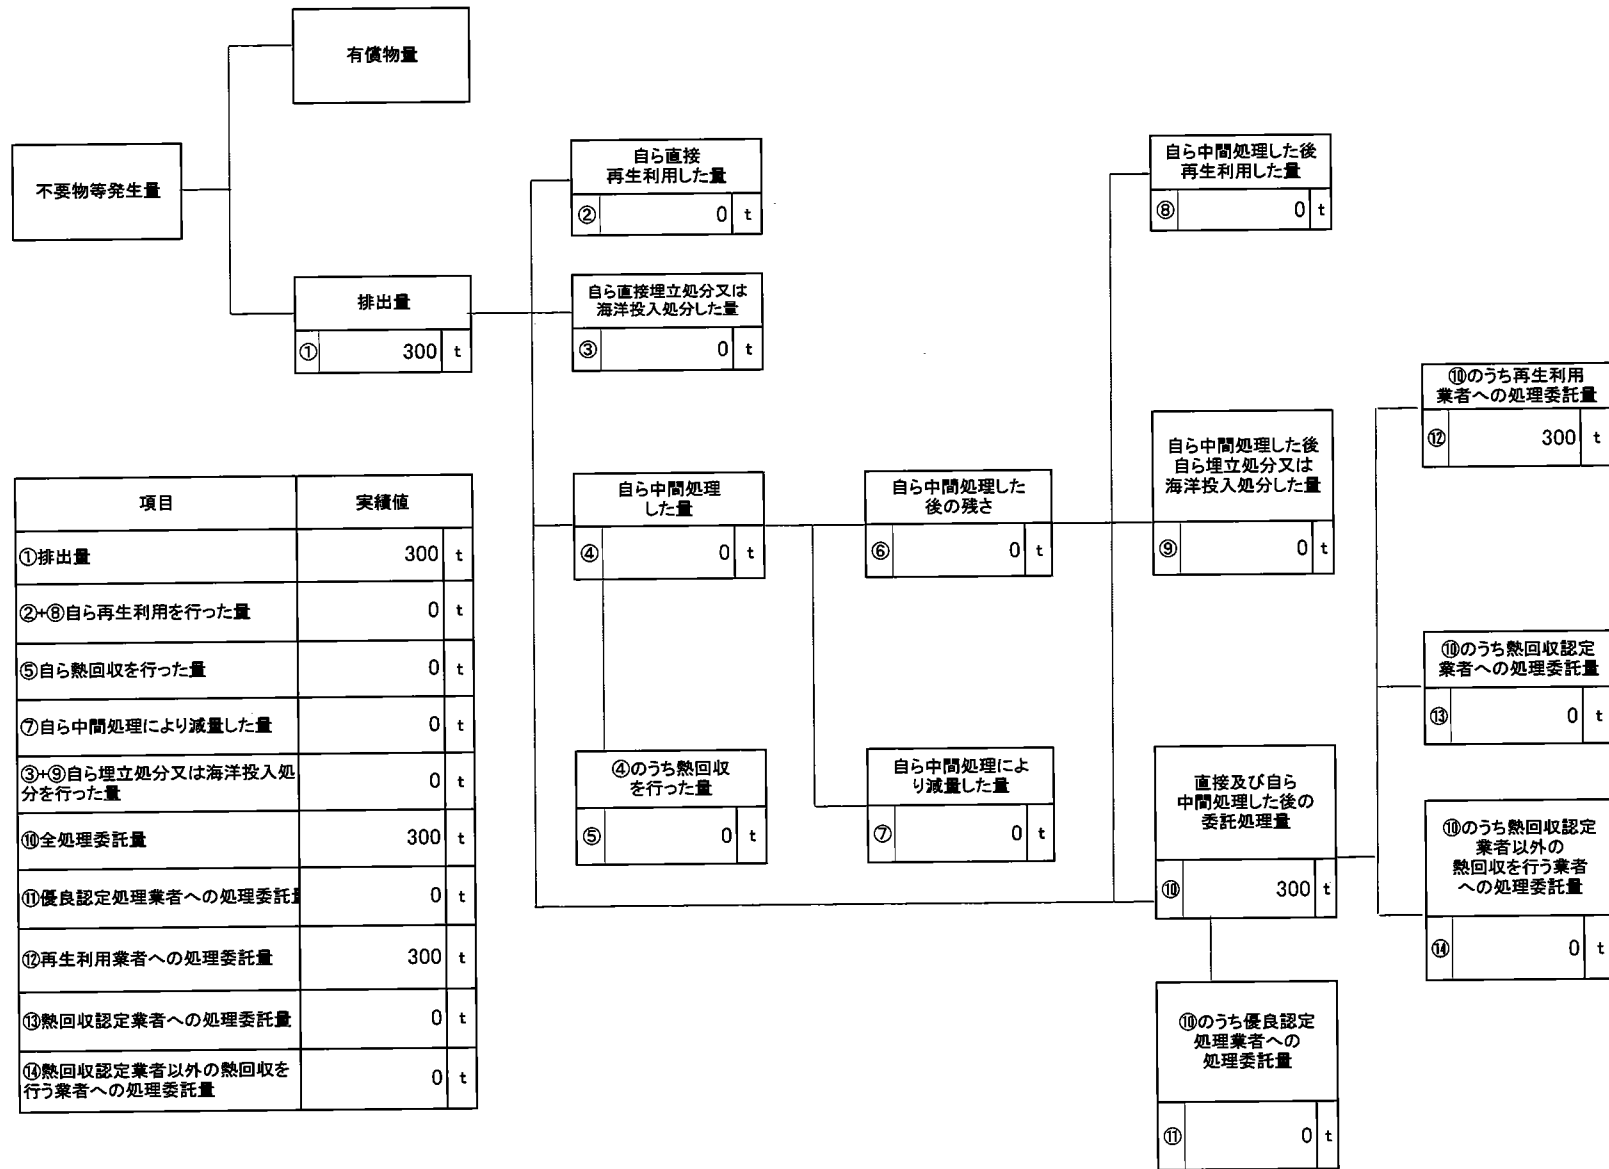 有償物量
不要物等発生量
排出量
① 300 t
自ら直接
再生利用した量
② 0 t
自ら直接埋立処分又は
海洋投入処分した量
③ 0 t
自ら中間処理
した量
④ 0 t
④のうち熱回収
を行った量
⑤ 0 t
自ら中間処理した
後の残さ
⑥ 0 t
自ら中間処理によ
り減量した量
⑦ 0 t
自ら中間処理した後
再生利用した量
⑧ 0 t
自ら中間処理した後
自ら埋立処分又は
海洋投入処分した量
⑨ 0 t
直接及び自ら
中間処理した後の
委託処理量
⑩ 300 t
⑩のうち優良認定
処理業者への
処理委託量
⑪ 0 t
⑩のうち再生利用
業者への処理委託量
⑫ 300 t
⑩のうち熱回収認定
業者への処理委託量
⑬ 0 t
⑩のうち熱回収認定
業者以外の
熱回収を行う業者
への処理委託量
⑭ 0 t
項目 実績値
①排出量 300 t
②+⑧自ら再生利用を行った量 0 t
⑤自ら熱回収を行った量 0 t
⑦自ら中間処理により減量した量 0 t
③+⑨自ら埋立処分又は海洋投入処
分を行った量 0 t
⑩全処理委託量 300 t
⑪優良認定処理業者への処理委託量 0 t
⑫再生利用業者への処理委託量 300 t
⑬熱回収認定業者への処理委託量 0 t
⑭熱回収認定業者以外の熱回収を
行う業者への処理委託量 0 t